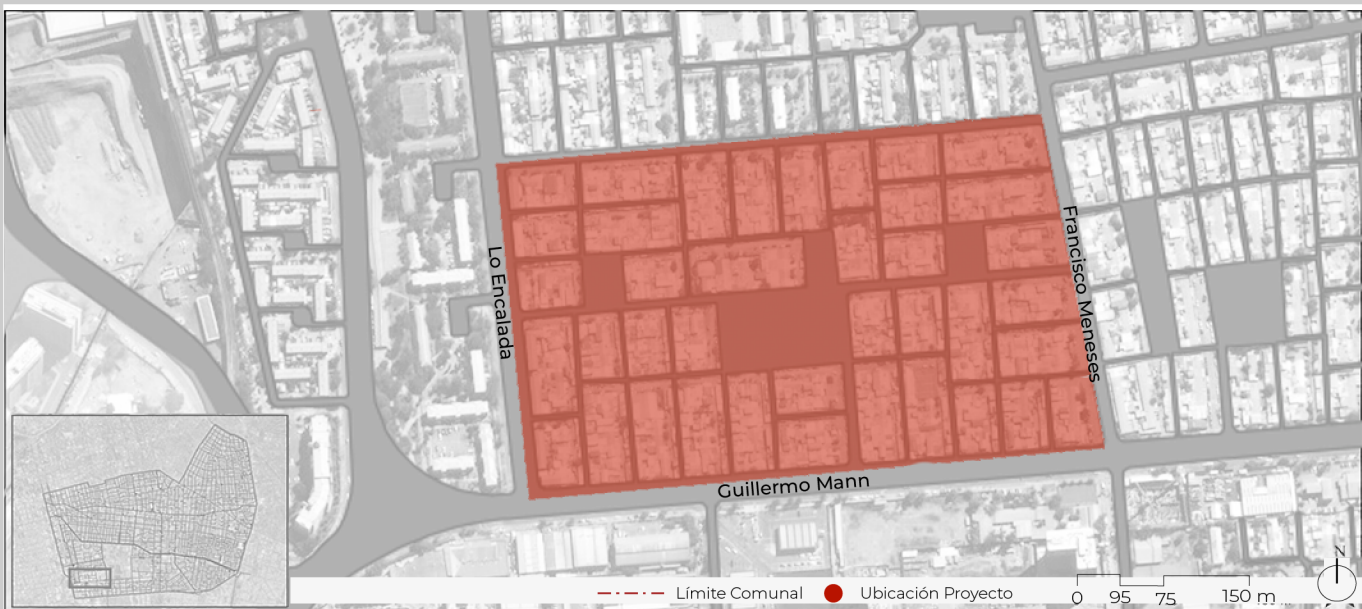 Lo Encalada
Francisco Meneses
Guillermo Mann
Límite Comunal
Ubicación Proyecto
0 95 75 150 m
N